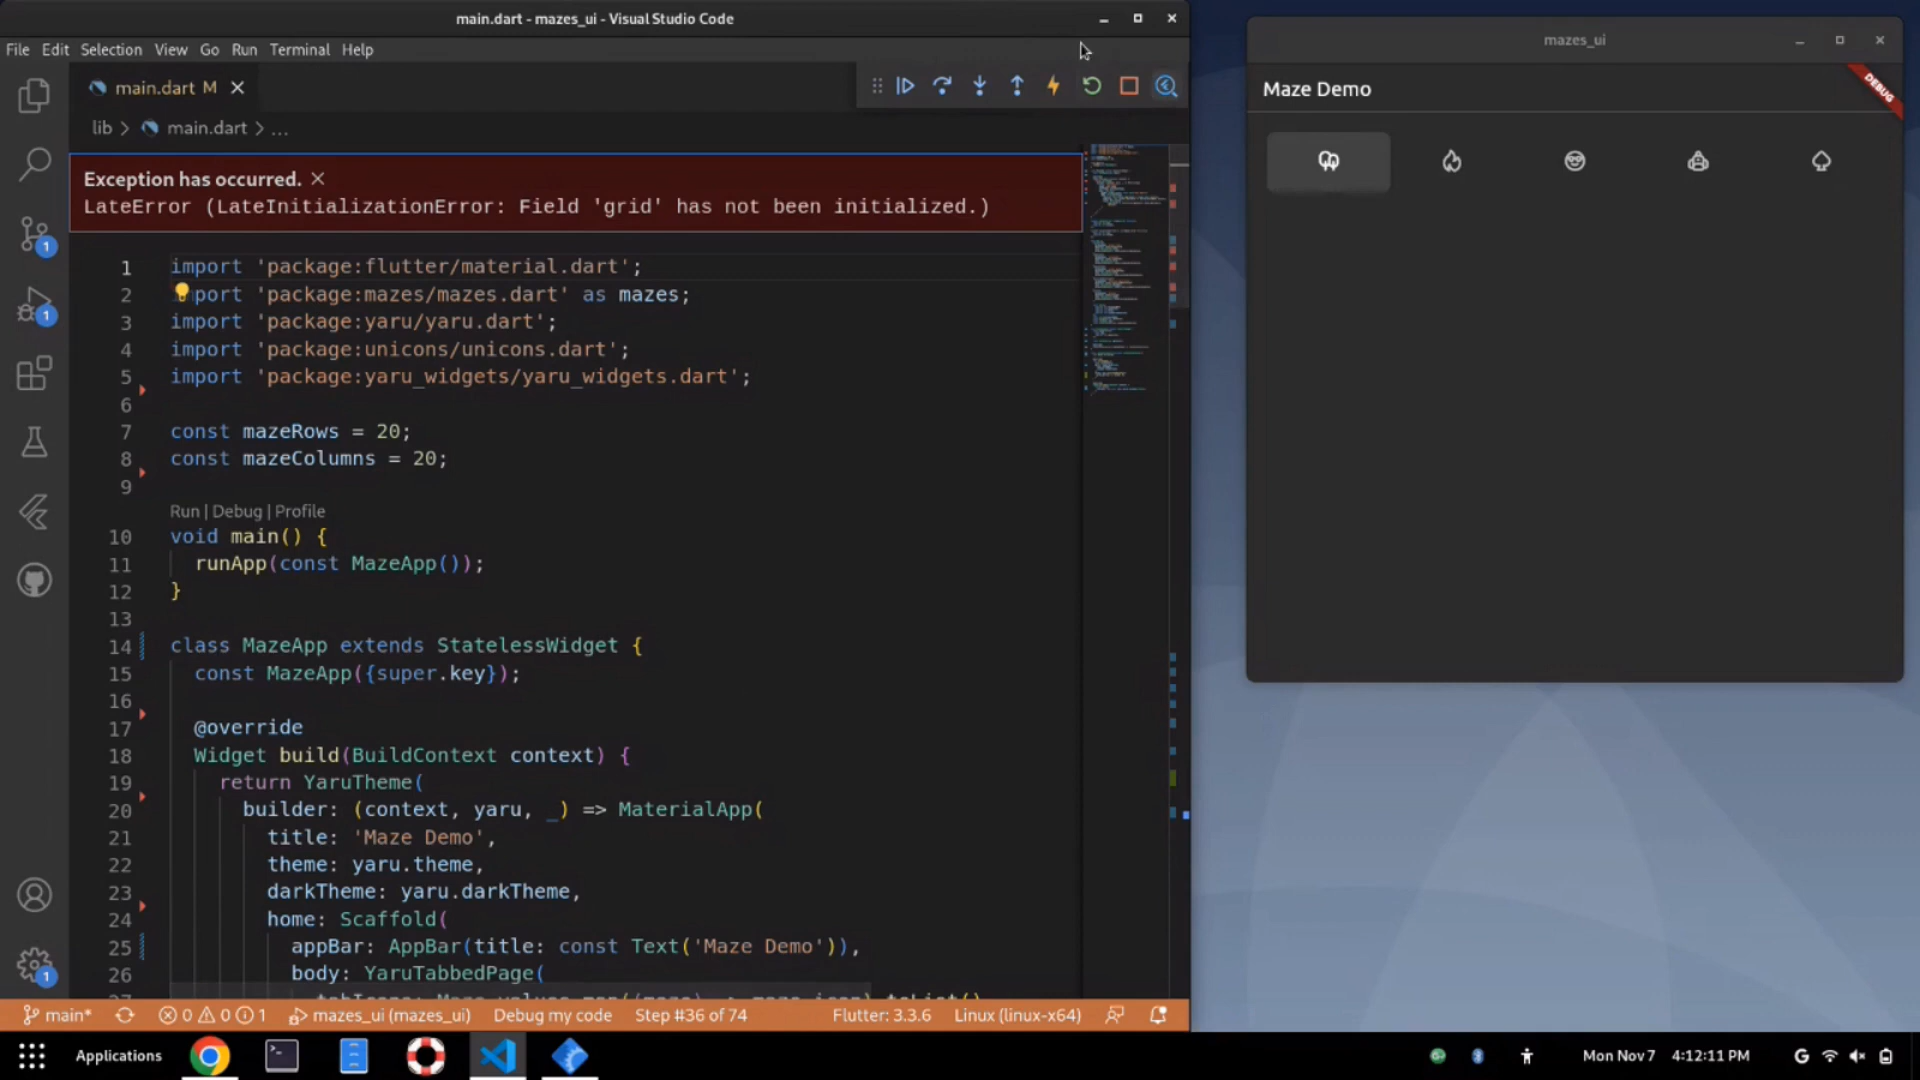 main.dart - mazes_ui - Visual Studio Code
File Edit Selection View Go Run Terminal Help
main.dart M
lib > main.dart > ...
Exception has occurred.
LateError (LateInitializationError: Field 'grid' has not been initialized.)
1 import 'package:flutter/material.dart';
2 import 'package:mazes/mazes.dart' as mazes;
3 import 'package:yaru/yaru.dart';
4 import 'package:unicons/unicons.dart';
5 import 'package:yaru_widgets/yaru_widgets.dart';
6
7 const mazeRows = 20;
8 const mazeColumns = 20;
9
Run | Debug | Profile
10 void main() {
11 runApp(const MazeApp());
12 }
13
14 class MazeApp extends StatelessWidget {
15 const MazeApp({super.key});
16
17 @override
18 Widget build(BuildContext context) {
19 return YaruTheme(
20 builder: (context, yaru, _) => MaterialApp(
21 title: 'Maze Demo',
22 theme: yaru.theme,
23 darkTheme: yaru.darkTheme,
24 home: Scaffold(
25 appBar: AppBar(title: const Text('Maze Demo')),
26 body: YaruTabbedPage(
1
1
1
main* 0 0 1 mazes_ui (mazes_ui) Debug my code Step #36 of 74 Flutter: 3.3.6 Linux (linux-x64)
mazes_ui
Maze Demo
DEBUG
Applications
Mon Nov 7 4:12:11 PM